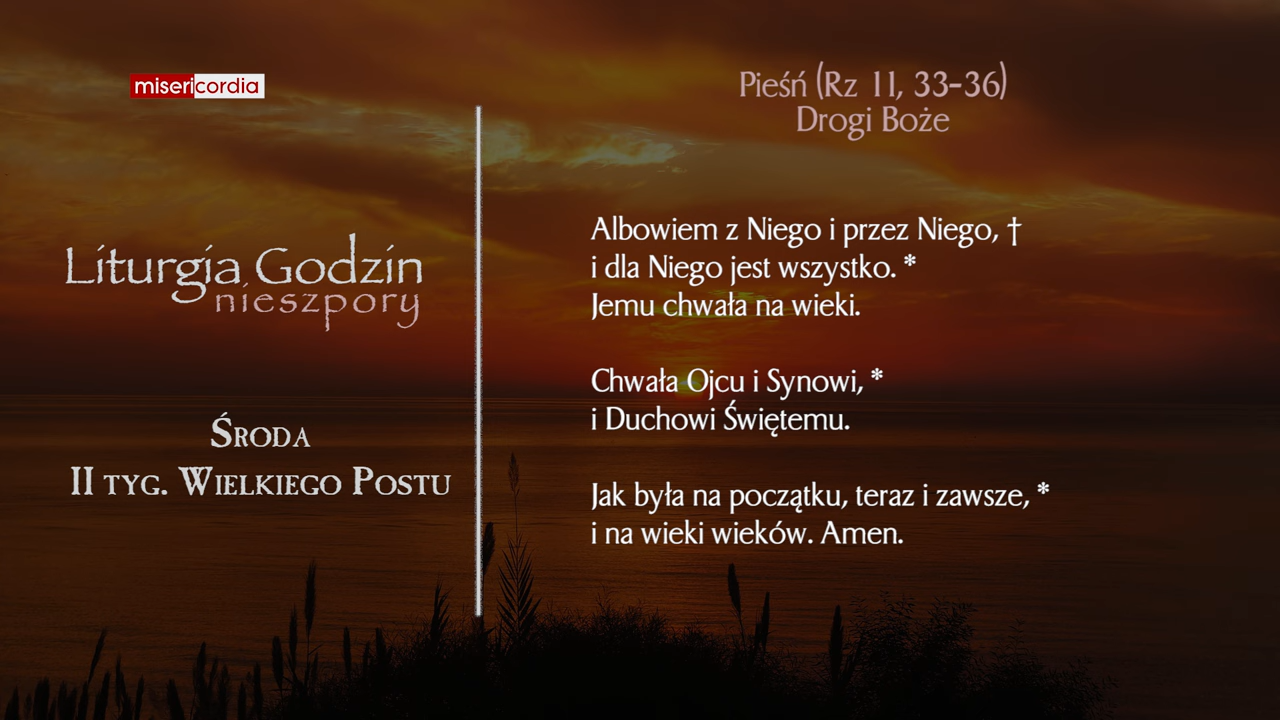 misericordia
Liturgia Godzin
nieszpory
Środa
II tyg. Wielkiego Postu
Pieśń (Rz 11, 33-36)
Drogi Boże
Albowiem z Niego i przez Niego, †
i dla Niego jest wszystko. *
Jemu chwała na wieki.
Chwała Ojcu i Synowi, *
i Duchowi Świętemu.
Jak była na początku, teraz i zawsze, *
i na wieki wieków. Amen.